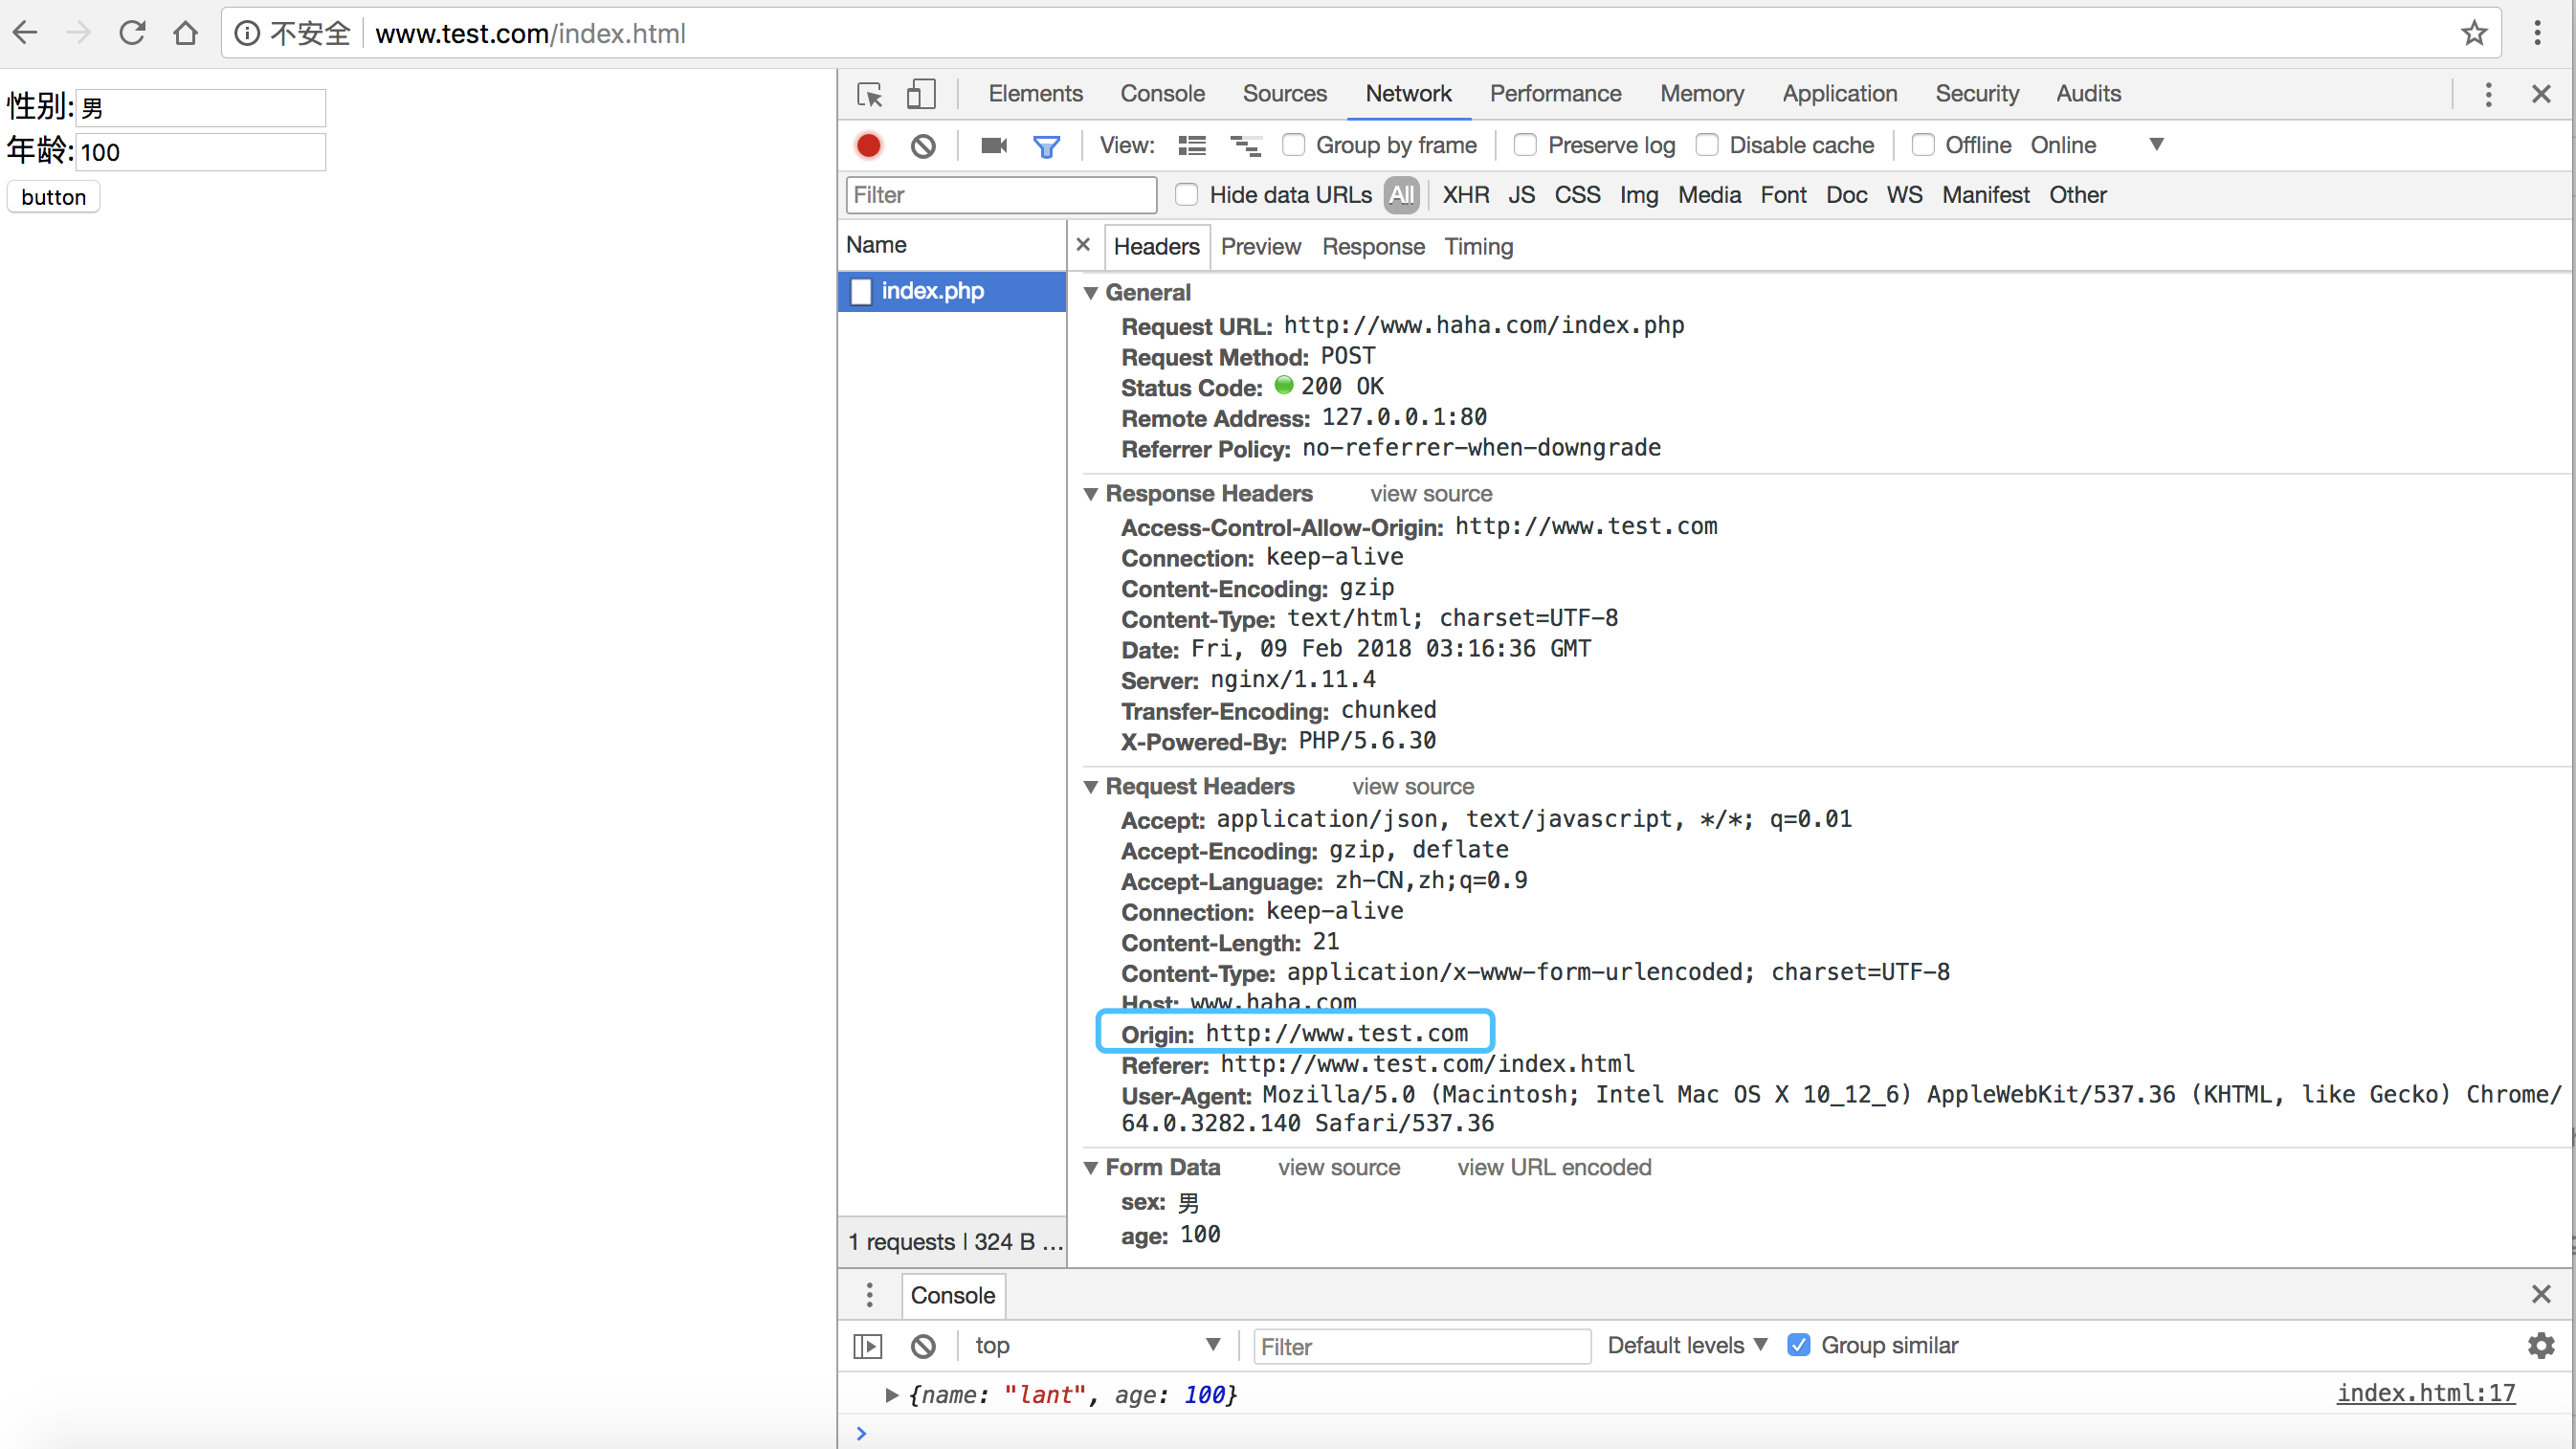 不安全 www.test.com/index.html
性别: 男
年龄: 100
button
Elements Console Sources Network Performance Memory Application Security Audits
View: Group by frame Preserve log Disable cache Offline Online
Filter Hide data URLs All XHR JS CSS Img Media Font Doc WS Manifest Other
Name
index.php
1 requests | 324 B ...
Headers Preview Response Timing
General
Request URL: http://www.haha.com/index.php
Request Method: POST
Status Code: 200 OK
Remote Address: 127.0.0.1:80
Referrer Policy: no-referrer-when-downgrade
Response Headers view source
Access-Control-Allow-Origin: http://www.test.com
Connection: keep-alive
Content-Encoding: gzip
Content-Type: text/html; charset=UTF-8
Date: Fri, 09 Feb 2018 03:16:36 GMT
Server: nginx/1.11.4
Transfer-Encoding: chunked
X-Powered-By: PHP/5.6.30
Request Headers view source
Accept: application/json, text/javascript, */*; q=0.01
Accept-Encoding: gzip, deflate
Accept-Language: zh-CN,zh;q=0.9
Connection: keep-alive
Content-Length: 21
Content-Type: application/x-www-form-urlencoded; charset=UTF-8
Host: www.haha.com
Origin: http://www.test.com
Referer: http://www.test.com/index.html
User-Agent: Mozilla/5.0 (Macintosh; Intel Mac OS X 10_12_6) AppleWebKit/537.36 (KHTML, like Gecko) Chrome/
64.0.3282.140 Safari/537.36
Form Data view source view URL encoded
sex: 男
age: 100
Console
top Filter Default levels Group similar
{name: "lant", age: 100} index.html:17